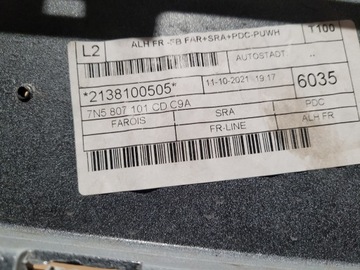 L2
ALH FR -FB FAR+SRA+PDC-PUWH
T100
AUTOSTADT
*2138100505*
11-10-2021 -19.17
6035
7N5 807 101 CD C9A
SRA
PDC
FAROIS
FR-LINE
ALH FR